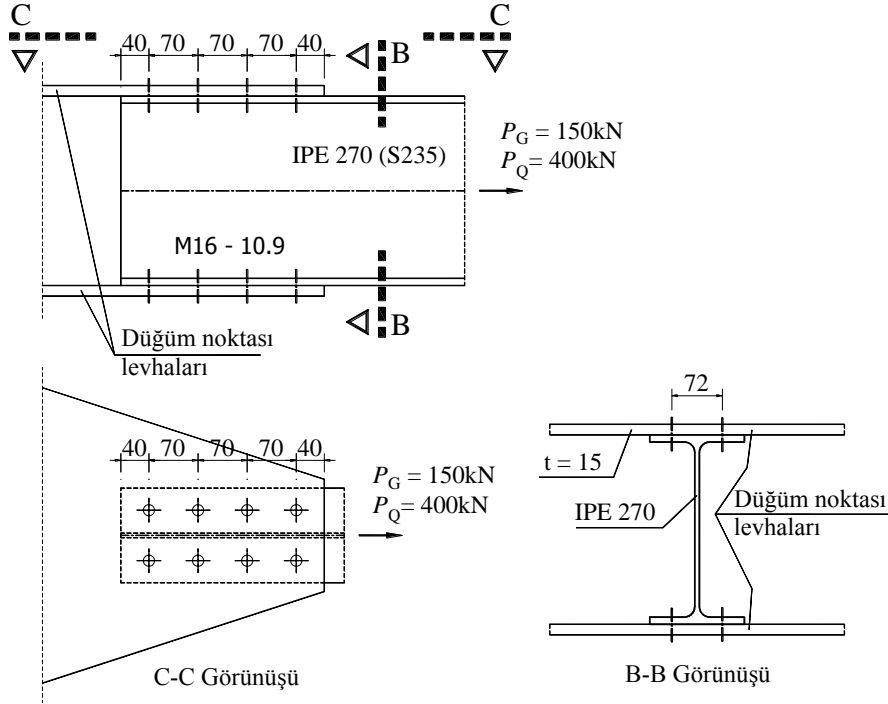 C
C
40 70 70 70 40
B
IPE 270 (S235)
P_G = 150kN
P_Q= 400kN
M16 - 10.9
B
Düğüm noktası
levhaları
40 70 70 70 40
P_G = 150kN
P_Q= 400kN
C-C Görünüşü
72
t = 15
IPE 270
Düğüm noktası
levhaları
B-B Görünüşü